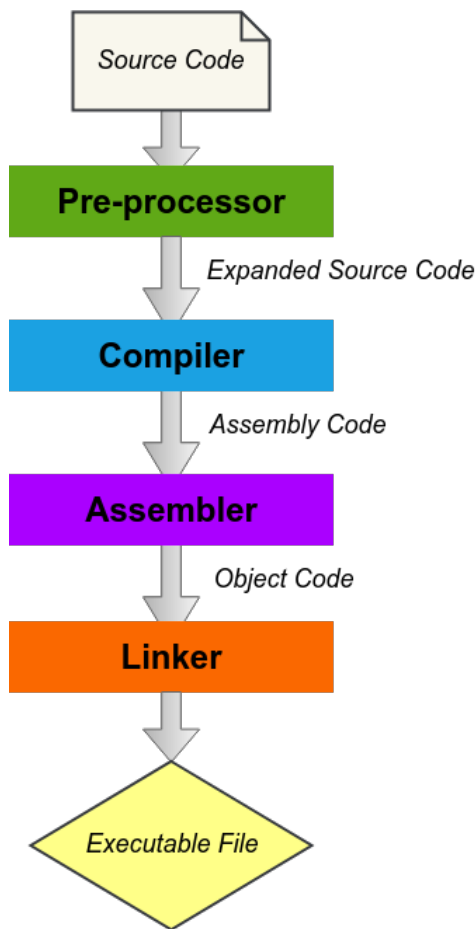 Source Code
Pre-processor
Expanded Source Code
Compiler
Assembly Code
Assembler
Object Code
Linker
Executable File